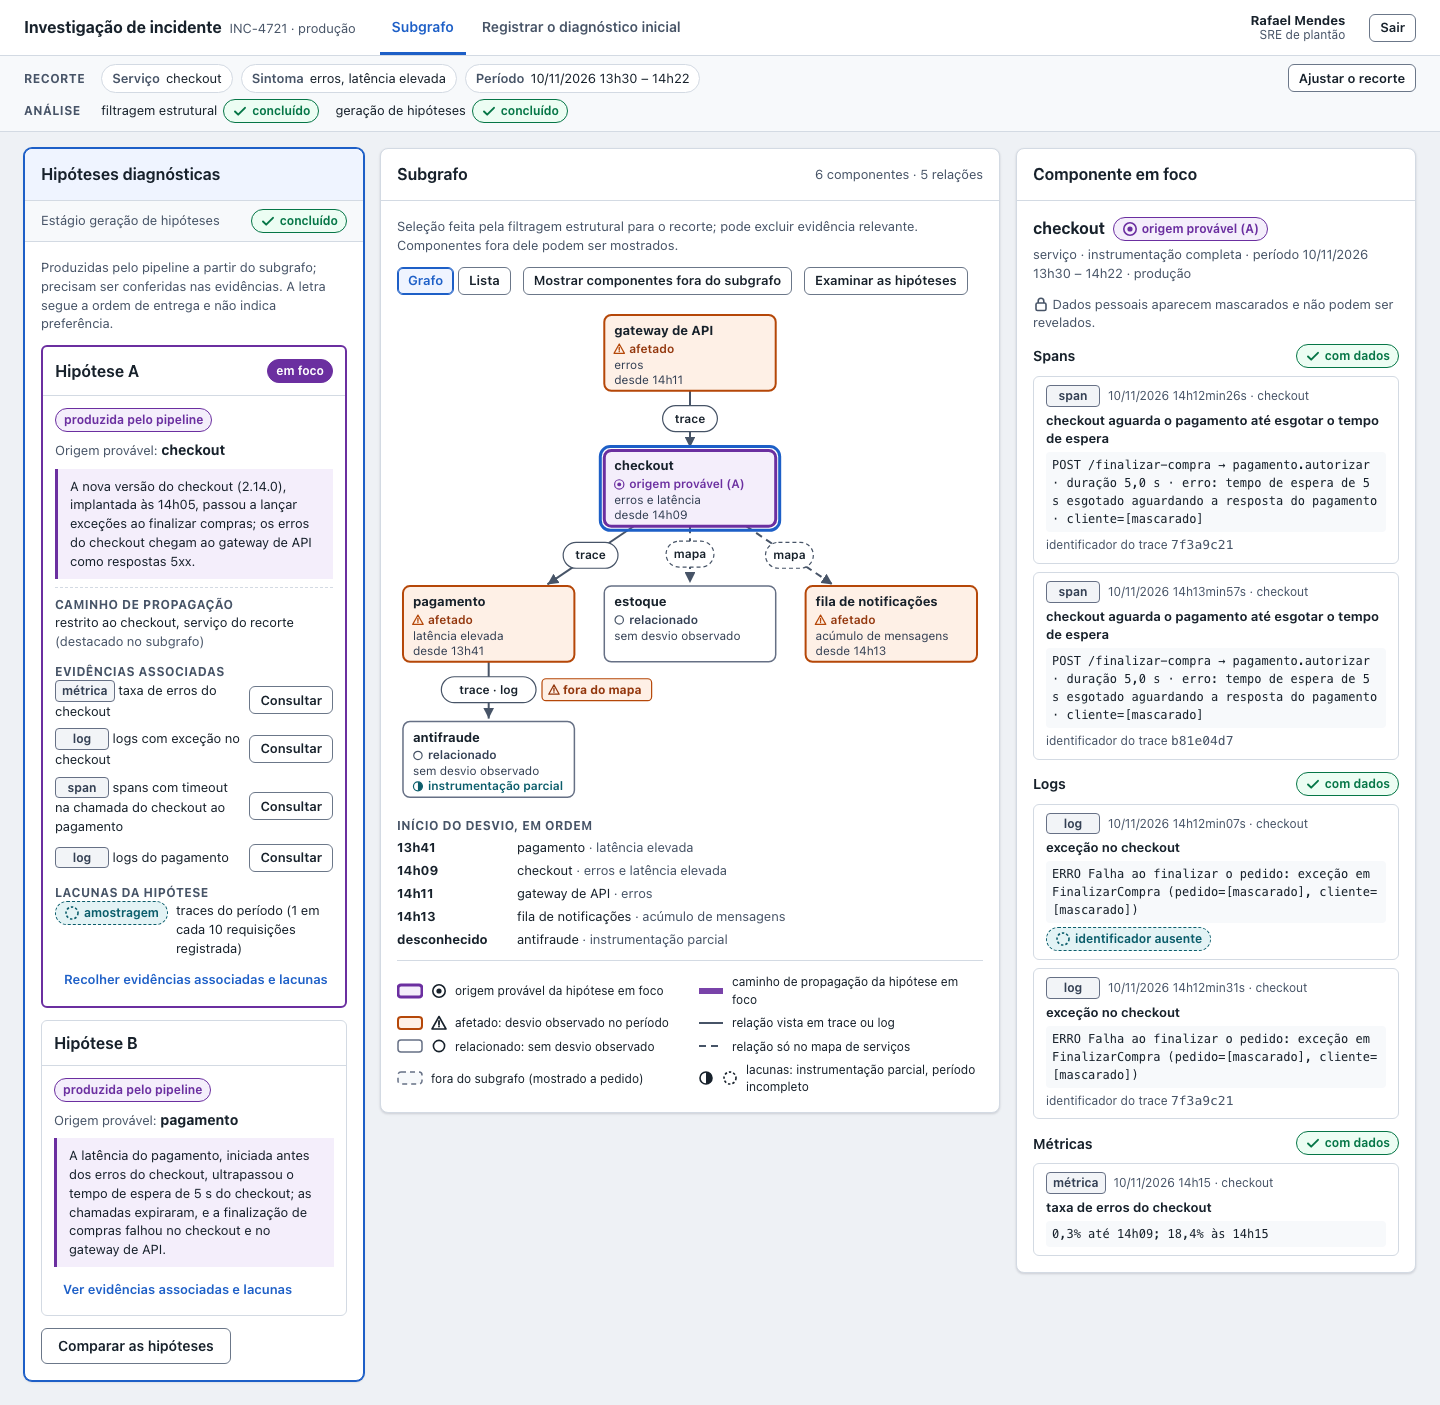 Investigação de incidente INC-4721 · produção
Subgrafo
Registrar o diagnóstico inicial
Rafael Mendes
SRE de plantão
Sair
RECORTE
Serviço checkout
Sintoma erros, latência elevada
Período 10/11/2026 13h30 – 14h22
Ajustar o recorte
ANÁLISE
filtragem estrutural concluído
geração de hipóteses concluído
Hipóteses diagnósticas
Estágio geração de hipóteses concluído
Produzidas pelo pipeline a partir do subgrafo;
precisam ser conferidas nas evidências. A letra
segue a ordem de entrega e não indica
preferência.
Hipótese A em foco
produzida pelo pipeline
Origem provável: checkout
A nova versão do checkout (2.14.0),
implantada às 14h05, passou a lançar
exceções ao finalizar compras; os erros
do checkout chegam ao gateway de API
como respostas 5xx.
CAMINHO DE PROPAGAÇÃO
restrito ao checkout, serviço do recorte
(destacado no subgrafo)
EVIDÊNCIAS ASSOCIADAS
métrica taxa de erros do
checkout
Consultar
log logs com exceção no
checkout
Consultar
span spans com timeout
na chamada do checkout ao
pagamento
Consultar
log logs do pagamento
Consultar
LACUNAS DA HIPÓTESE
amostragem traces do período (1 em
cada 10 requisições
registrada)
Recolher evidências associadas e lacunas
Hipótese B
produzida pelo pipeline
Origem provável: pagamento
A latência do pagamento, iniciada antes
dos erros do checkout, ultrapassou o
tempo de espera de 5 s do checkout; as
chamadas expiraram, e a finalização de
compras falhou no checkout e no
gateway de API.
Ver evidências associadas e lacunas
Comparar as hipóteses
Subgrafo
6 componentes · 5 relações
Seleção feita pela filtragem estrutural para o recorte; pode excluir evidência relevante.
Componentes fora dele podem ser mostrados.
Grafo
Lista
Mostrar componentes fora do subgrafo
Examinar as hipóteses
gateway de API
afetado
erros
desde 14h11
trace
checkout
origem provável (A)
erros e latência
desde 14h09
trace
mapa
mapa
pagamento
afetado
latência elevada
desde 13h41
estoque
relacionado
sem desvio observado
fila de notificações
afetado
acúmulo de mensagens
desde 14h13
trace · log
fora do mapa
antifraude
relacionado
sem desvio observado
instrumentação parcial
INÍCIO DO DESVIO, EM ORDEM
13h41 pagamento · latência elevada
14h09 checkout · erros e latência elevada
14h11 gateway de API · erros
14h13 fila de notificações · acúmulo de mensagens
desconhecido antifraude · instrumentação parcial
origem provável da hipótese em foco
caminho de propagação da hipótese em
foco
afetado: desvio observado no período
relação vista em trace ou log
relacionado: sem desvio observado
relação só no mapa de serviços
fora do subgrafo (mostrado a pedido)
lacunas: instrumentação parcial, período
incompleto
Componente em foco
checkout origem provável (A)
serviço · instrumentação completa · período 10/11/2026
13h30 – 14h22 · produção
Dados pessoais aparecem mascarados e não podem ser
revelados.
Spans com dados
span 10/11/2026 14h12min26s · checkout
checkout aguarda o pagamento até esgotar o tempo
de espera
POST /finalizar-compra → pagamento.autorizar
· duração 5,0 s · erro: tempo de espera de 5
s esgotado aguardando a resposta do pagamento
· cliente=[mascarado]
identificador do trace 7f3a9c21
span 10/11/2026 14h13min57s · checkout
checkout aguarda o pagamento até esgotar o tempo
de espera
POST /finalizar-compra → pagamento.autorizar
· duração 5,0 s · erro: tempo de espera de 5
s esgotado aguardando a resposta do pagamento
· cliente=[mascarado]
identificador do trace b81e04d7
Logs com dados
log 10/11/2026 14h12min07s · checkout
exceção no checkout
ERRO Falha ao finalizar o pedido: exceção em
FinalizarCompra (pedido=[mascarado], cliente=
[mascarado])
identificador ausente
log 10/11/2026 14h12min31s · checkout
exceção no checkout
ERRO Falha ao finalizar o pedido: exceção em
FinalizarCompra (pedido=[mascarado], cliente=
[mascarado])
identificador do trace 7f3a9c21
Métricas com dados
métrica 10/11/2026 14h15 · checkout
taxa de erros do checkout
0,3% até 14h09; 18,4% às 14h15